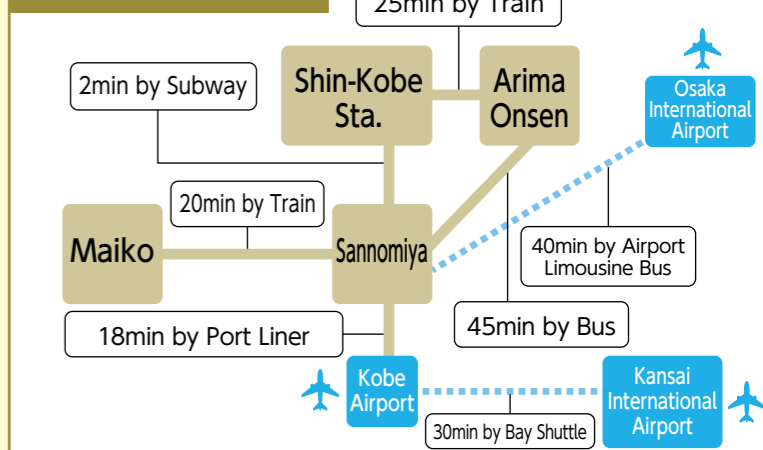 25min by Train
2min by Subway
Shin-Kobe
Sta.
Arima
Onsen
Osaka
International
Airport
20min by Train
Maiko
Sannomiya
40min by Airport
Limousine Bus
18min by Port Liner
45min by Bus
Kobe
Airport
Kansai
International
Airport
30min by Bay Shuttle